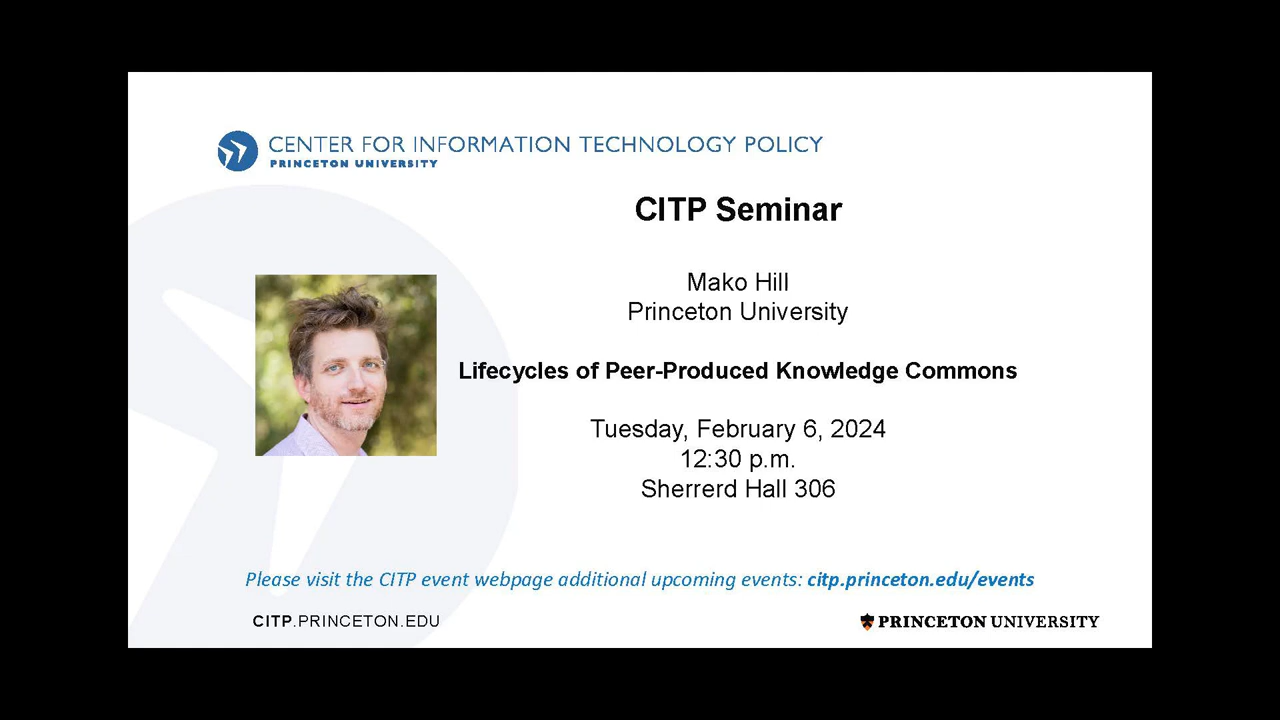 CENTER FOR INFORMATION TECHNOLOGY POLICY
PRINCETON UNIVERSITY
CITP Seminar
Mako Hill
Princeton University
Lifecycles of Peer-Produced Knowledge Commons
Tuesday, February 6, 2024
12:30 p.m.
Sherrerd Hall 306
Please visit the CITP event webpage additional upcoming events: citp.princeton.edu/events
CITP.PRINCETON.EDU
PRINCETON UNIVERSITY